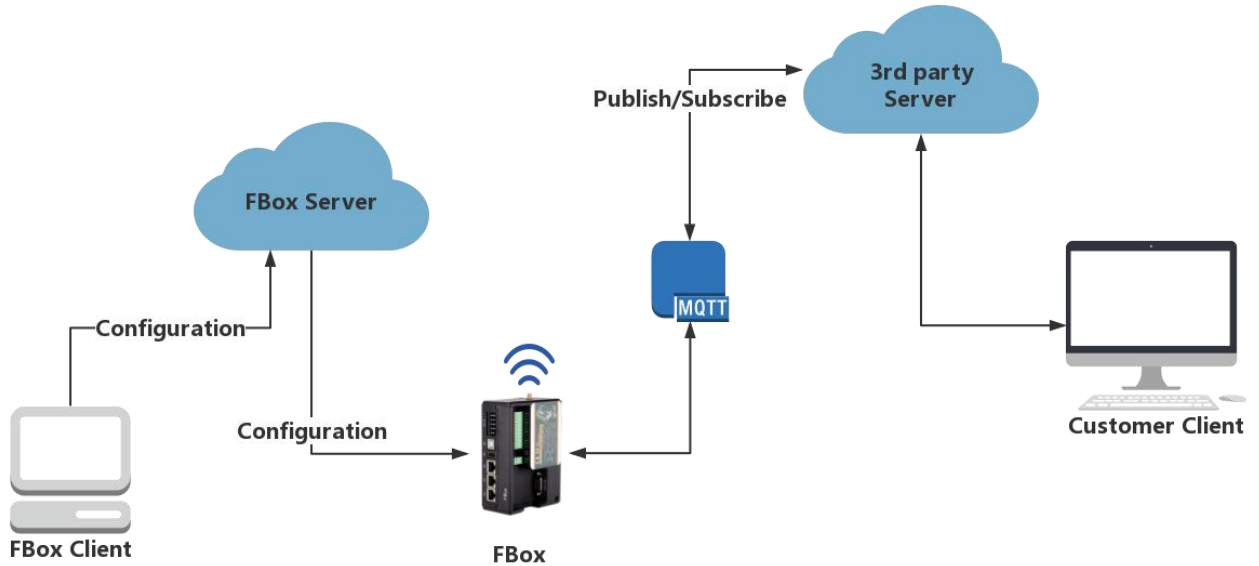 3rd party
Server
Publish/Subscribe
FBox Server
MQTT
Configuration
Configuration
Customer Client
FBox Client
FBox